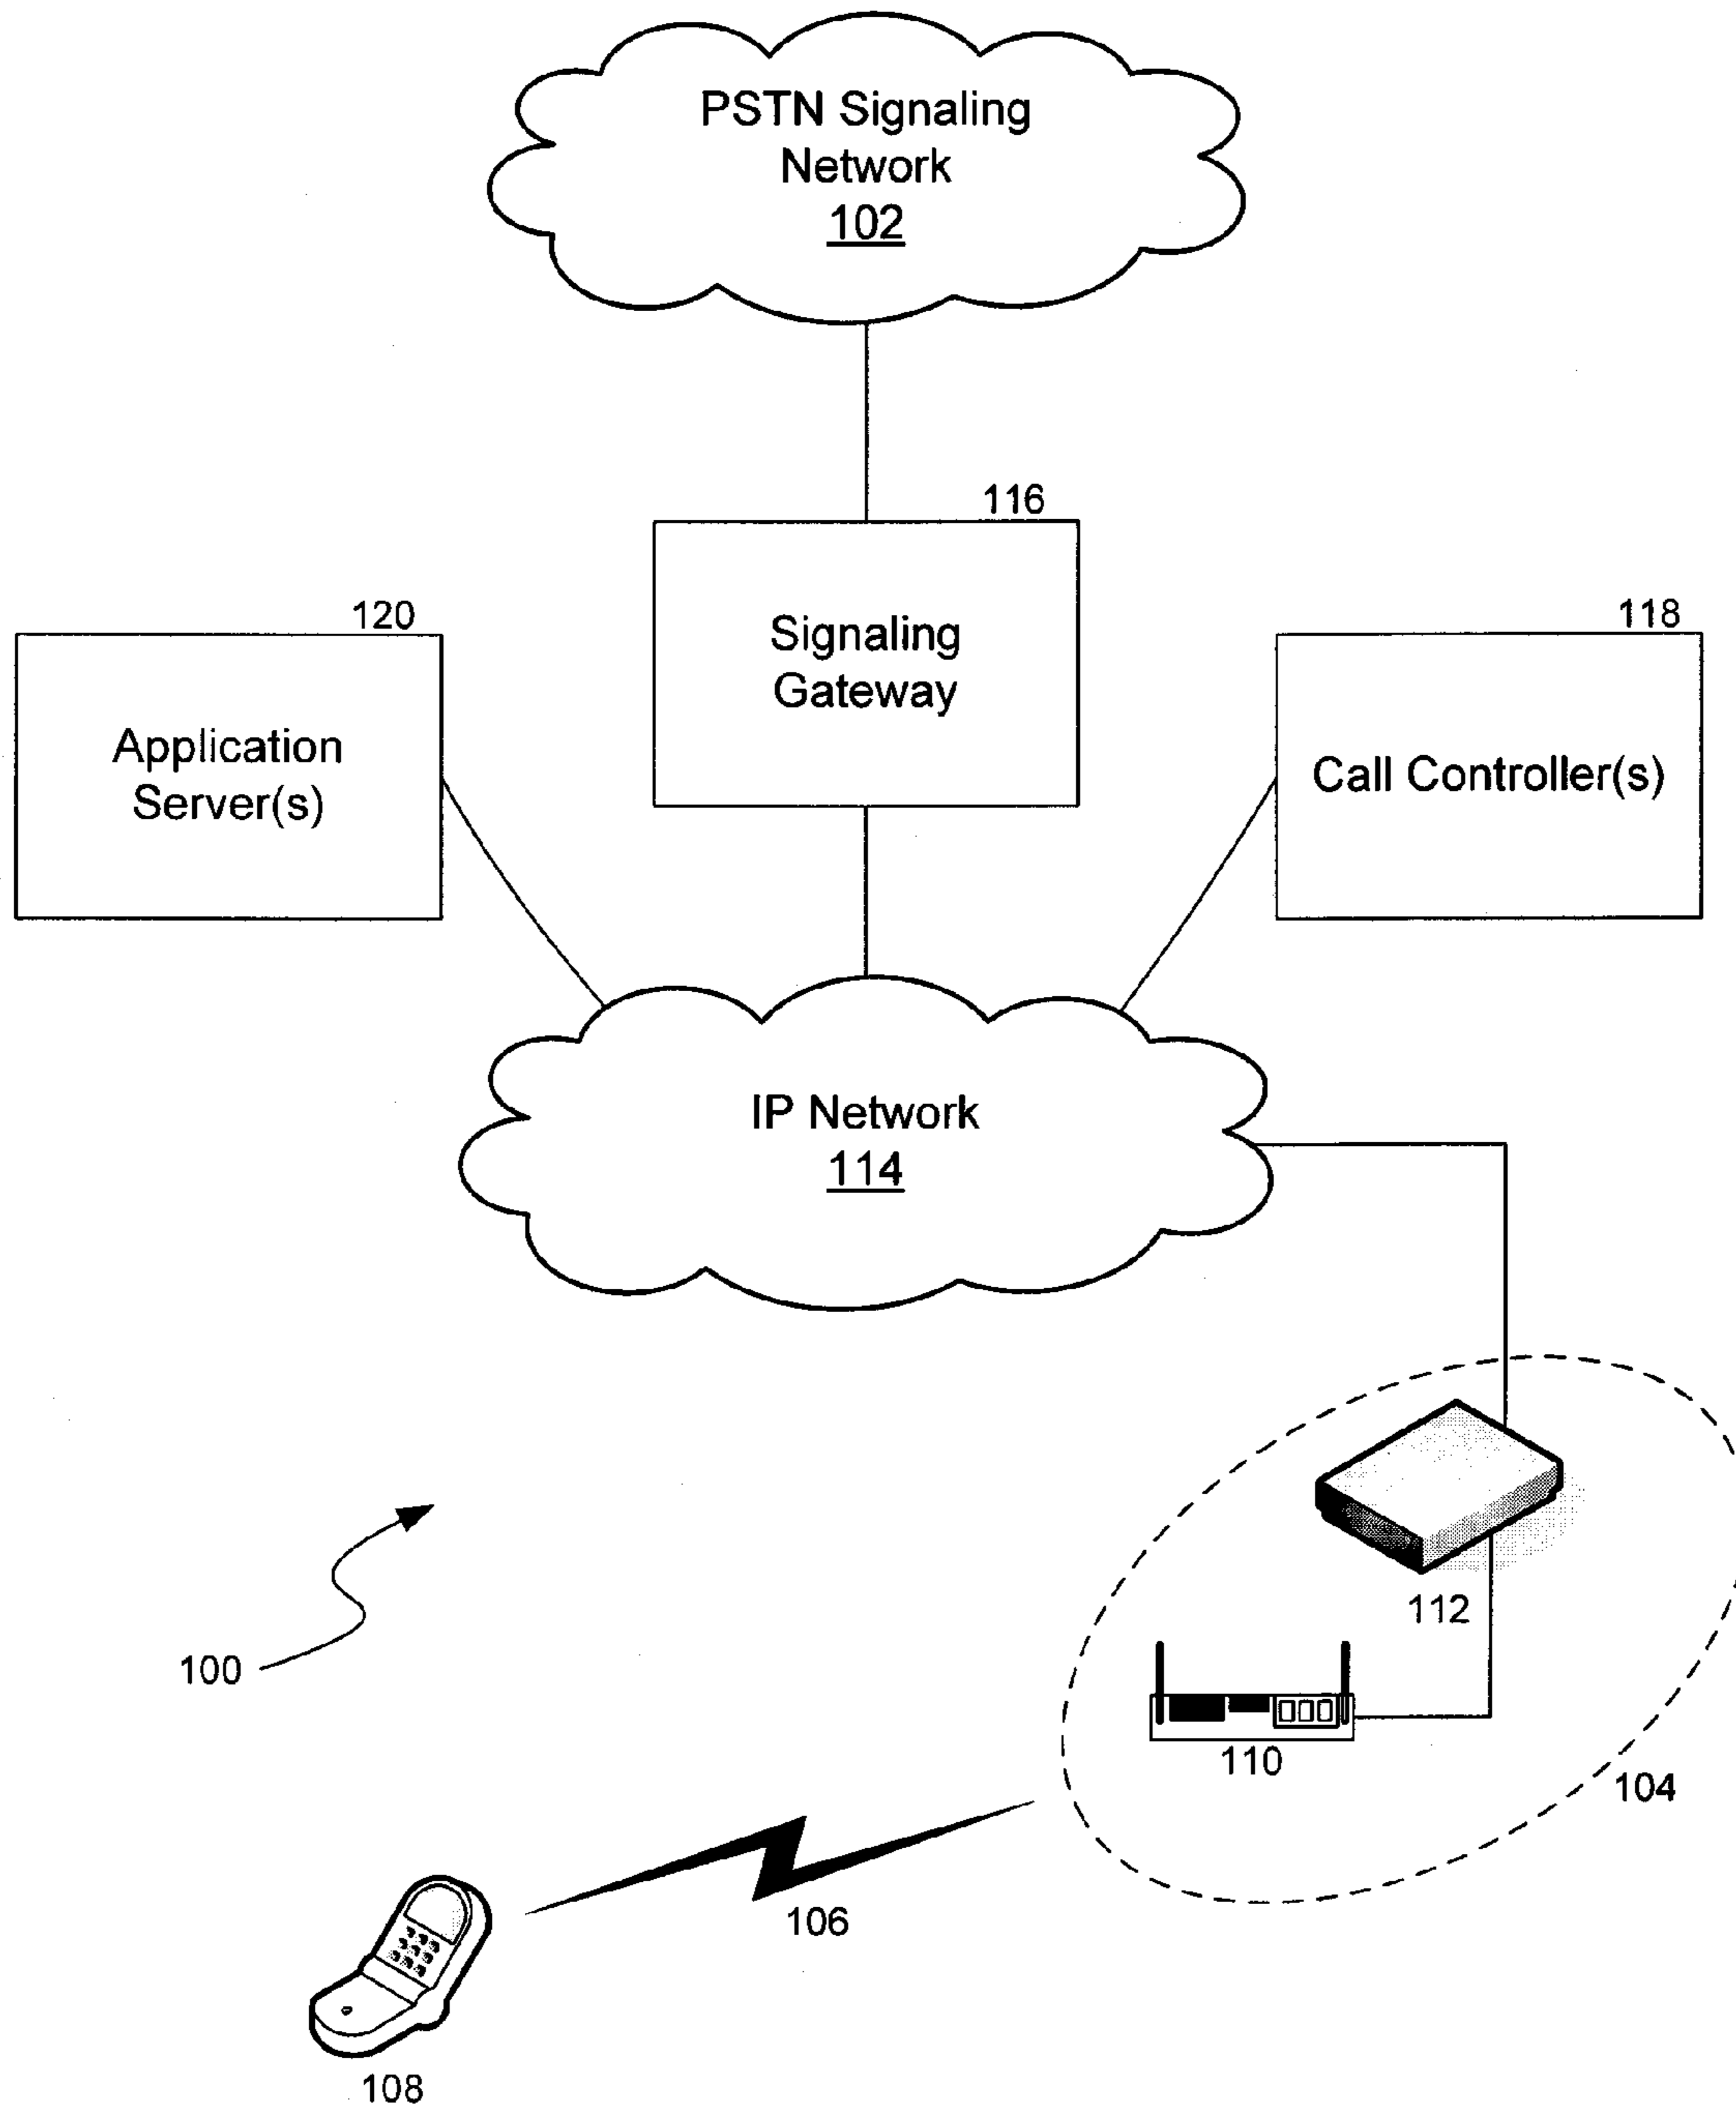 PSTN Signaling
Network
102
116
Signaling
Gateway
120
Application
Server(s)
118
Call Controller(s)
IP Network
114
112
100
110
104
106
108